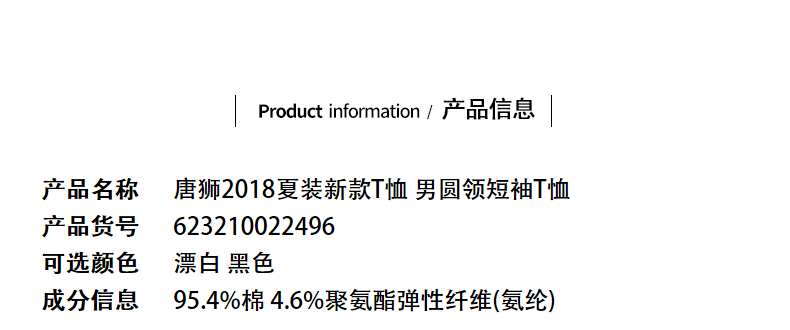 Product information / 产品信息
产品名称 唐狮2018夏装新款T恤 男圆领短袖T恤
产品货号 623210022496
可选颜色 漂白 黑色
成分信息 95.4%棉 4.6%聚氨酯弹性纤维(氨纶)